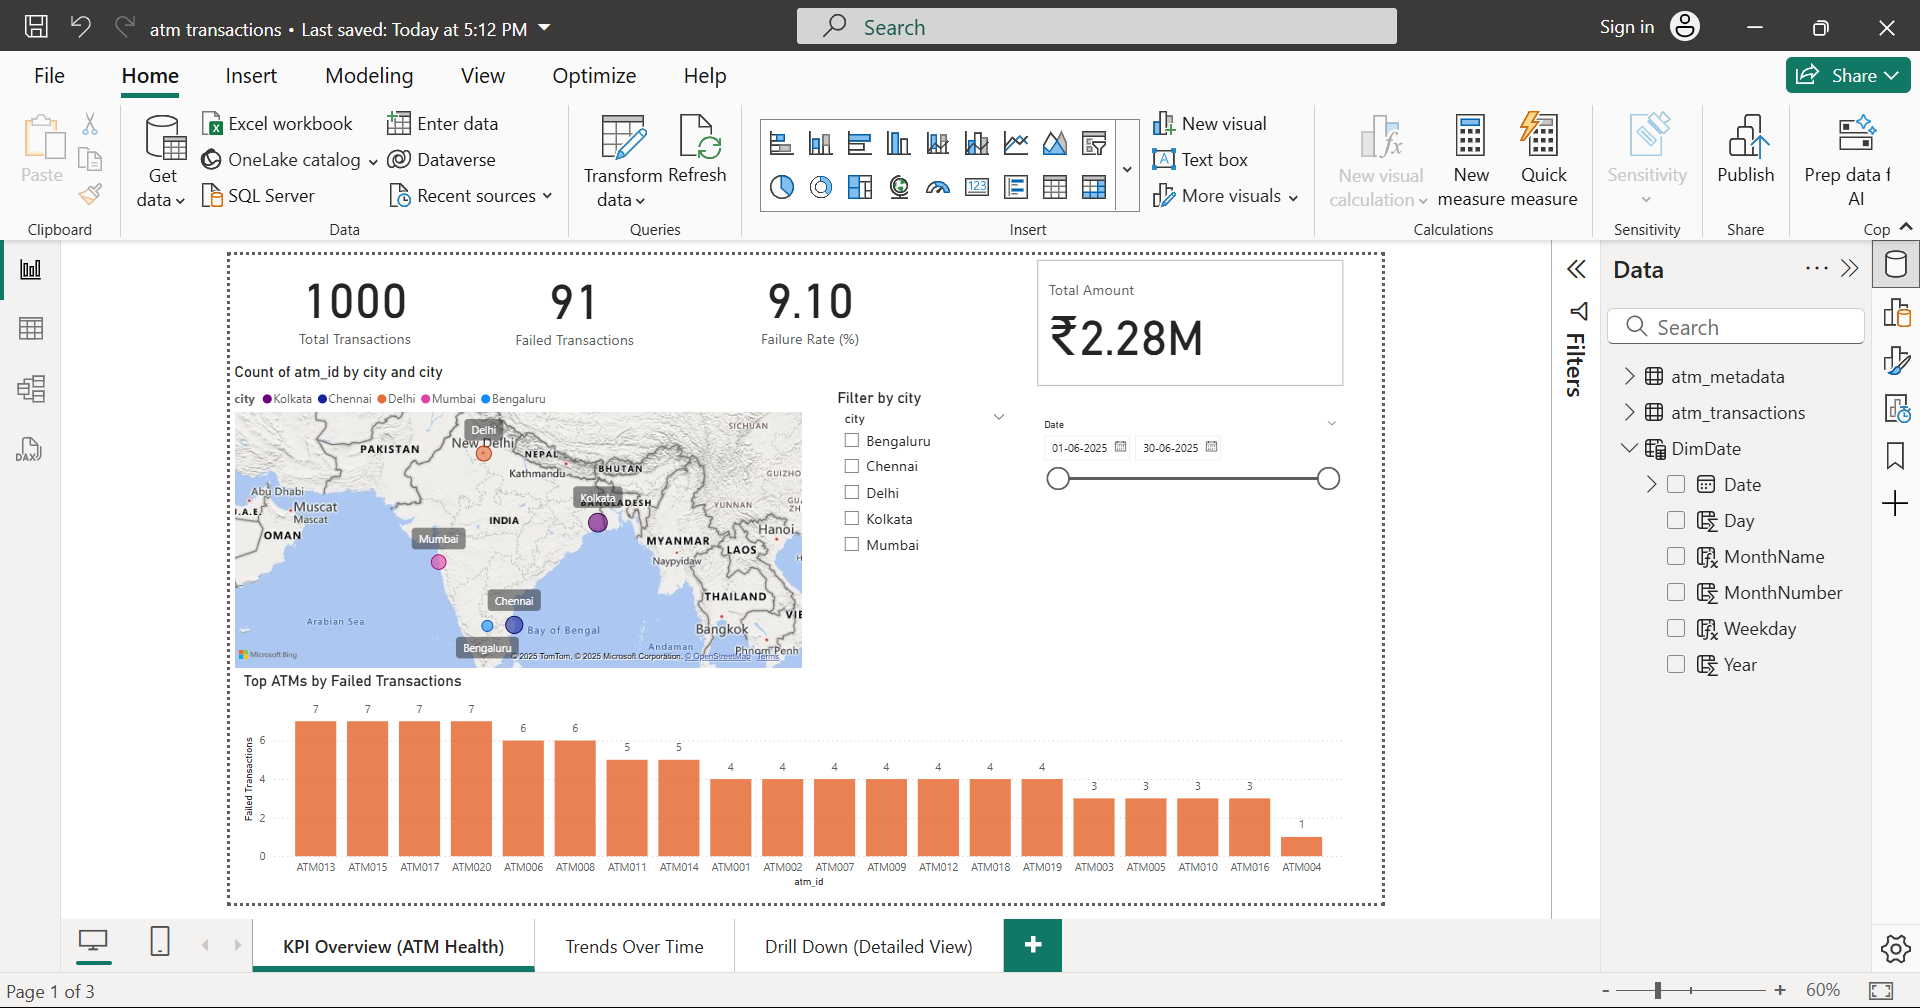 atm transactions • Last saved: Today at 5:12 PM
Search
Sign in
File
Home
Insert
Modeling
View
Optimize
Help
Share
Paste
Clipboard
Get data
Excel workbook
OneLake catalog
SQL Server
Enter data
Dataverse
Recent sources
Data
Transform data
Refresh
Queries
123
New visual
Text box
More visuals
Insert
New visual calculation
New measure
Quick measure
Calculations
Sensitivity
Sensitivity
Publish
Share
Prep data f
AI
Cop
DAX
1000
Total Transactions
91
Failed Transactions
9.10
Failure Rate (%)
Total Amount
₹2.28M
Count of atm_id by city and city
city Kolkata Chennai Delhi Mumbai Bengaluru
SICHUAN
Delhi
New Delhi
PAKISTAN
NEPAL
BHUTAN
Kathmandu
GUIZHO
Abu Dhabi
Kolkata
BANGLADESH
YUNNAN
GU
ZH
.A.E.
Muscat
Mascat
INDIA
Hanoi
OMAN
Mumbai
MYANMAR
LAOS
Naypyidaw
THAILAND
VIE
Chennai
Arabian Sea
Bay of Bengal
Bangkok
Bengaluru
Andaman
Phnom Penh
Microsoft Bing
© 2025 TomTom, © 2025 Microsoft Corporation, © OpenStreetMap Terms
Filter by city
city
Bengaluru
Chennai
Delhi
Kolkata
Mumbai
Date
01-06-2025
30-06-2025
Top ATMs by Failed Transactions
Failed Transactions
6
4
2
0
7 7 7 7 6 6 5 5 4 4 4 4 4 4 4 3 3 3 3 1
ATM013 ATM015 ATM017 ATM020 ATM006 ATM008 ATM011 ATM014 ATM001 ATM002 ATM007 ATM009 ATM012 ATM018 ATM019 ATM003 ATM005 ATM010 ATM016 ATM004
atm_id
Filters
Data
Search
atm_metadata
atm_transactions
DimDate
Date
Day
MonthName
MonthNumber
Weekday
Year
KPI Overview (ATM Health)
Trends Over Time
Drill Down (Detailed View)
Page 1 of 3
60%